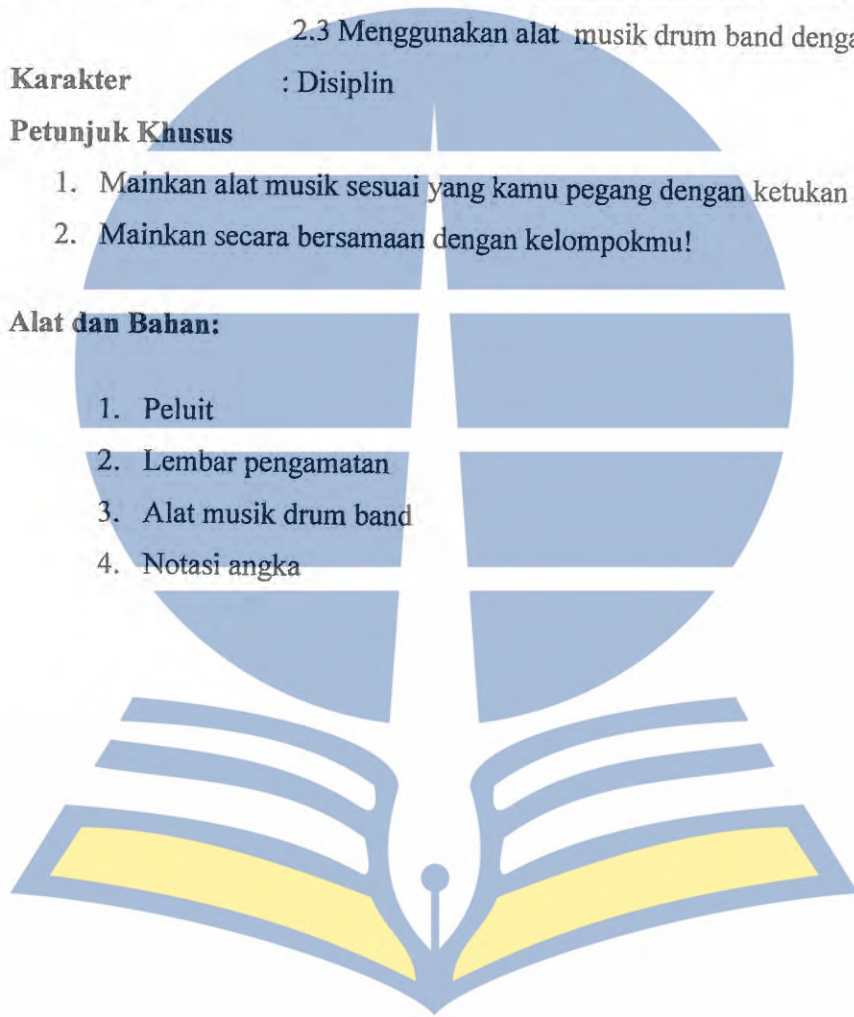 2.3 Menggunakan alat musik drum band
Karakter : Disiplin
Petunjuk Khusus
1. Mainkan alat musik sesuai yang kamu pegang dengan ketukan
2. Mainkan secara bersamaan dengan kelompokmu!
Alat dan Bahan:
1. Peluit
2. Lembar pengamatan
3. Alat musik drum band
4. Notasi angka